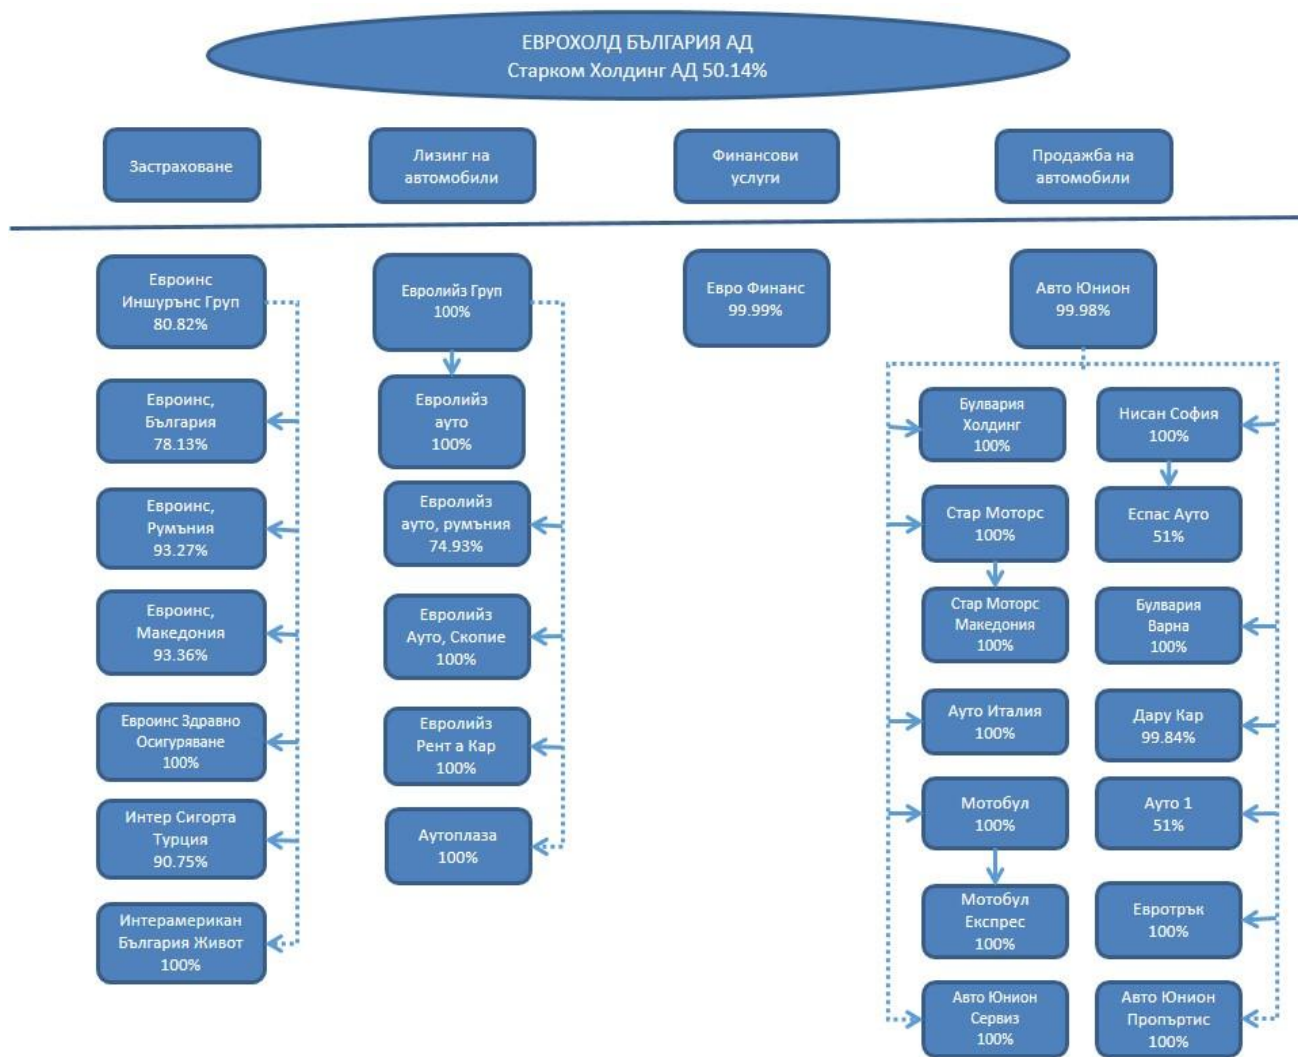 ЕВРОХОЛД БЪЛГАРИЯ АД
Старком Холдинг АД 50.14%
Застраховане
Лизинг на
автомобили
Финансови
услуги
Продажба на
автомобили
Евроинс
Иншурънс Груп
80.82%
Евроинс,
България
78.13%
Евроинс,
Румъния
93.27%
Евроинс,
Македония
93.36%
Евроинс Здравно
Осигуряване
100%
Интер Сигорта
Турция
90.75%
Интерамерикан
България Живот
100%
Евролийз Груп
100%
Евролийз
ауто
100%
Евролийз
ауто, румъния
74.93%
Евролийз
Ауто, Скопие
100%
Евролийз
Рент а Кар
100%
Аутоплаза
100%
Евро Финанс
99.99%
Авто Юнион
99.98%
Булвария
Холдинг
100%
Стар Моторс
100%
Стар Моторс
Македония
100%
Ауто Италия
100%
Мотобул
100%
Мотобул
Експрес
100%
Авто Юнион
Сервиз
100%
Нисан София
100%
Еспас Ауто
51%
Булвария
Варна
100%
Дару Кар
99.84%
Ауто 1
51%
Евротрък
100%
Авто Юнион
Пропъртис
100%